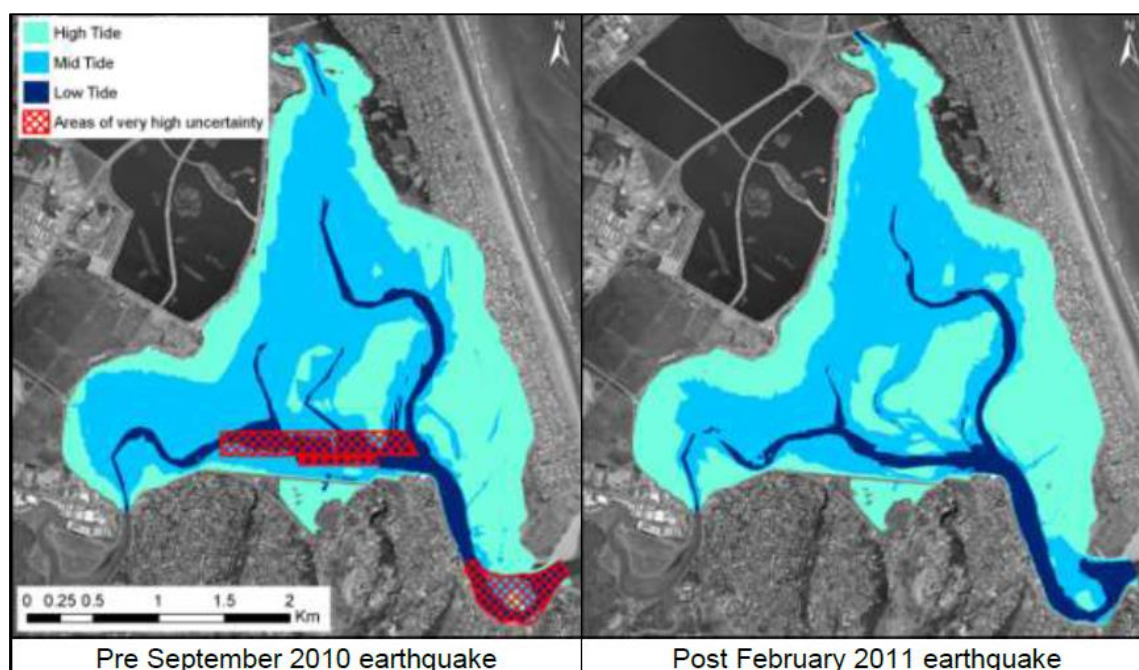 High Tide
Mid Tide
Low Tide
Areas of very high uncertainty
N
N
0 0.25 0.5 1 1.5 2
Km
Pre September 2010 earthquake
Post February 2011 earthquake